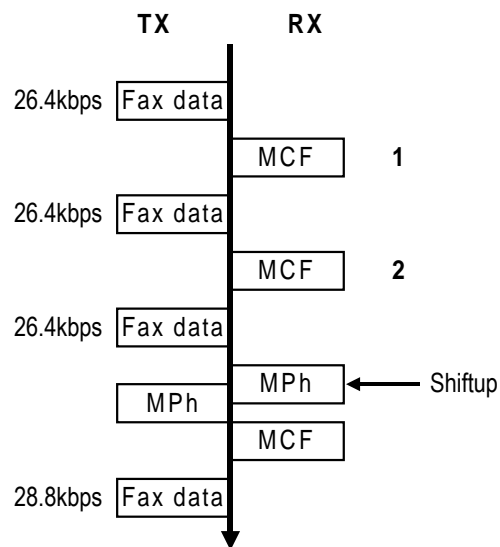 TX RX
26.4kbps Fax data
MCF 1
26.4kbps Fax data
MCF 2
26.4kbps Fax data
MPh Shiftup
MPh
MCF
28.8kbps Fax data